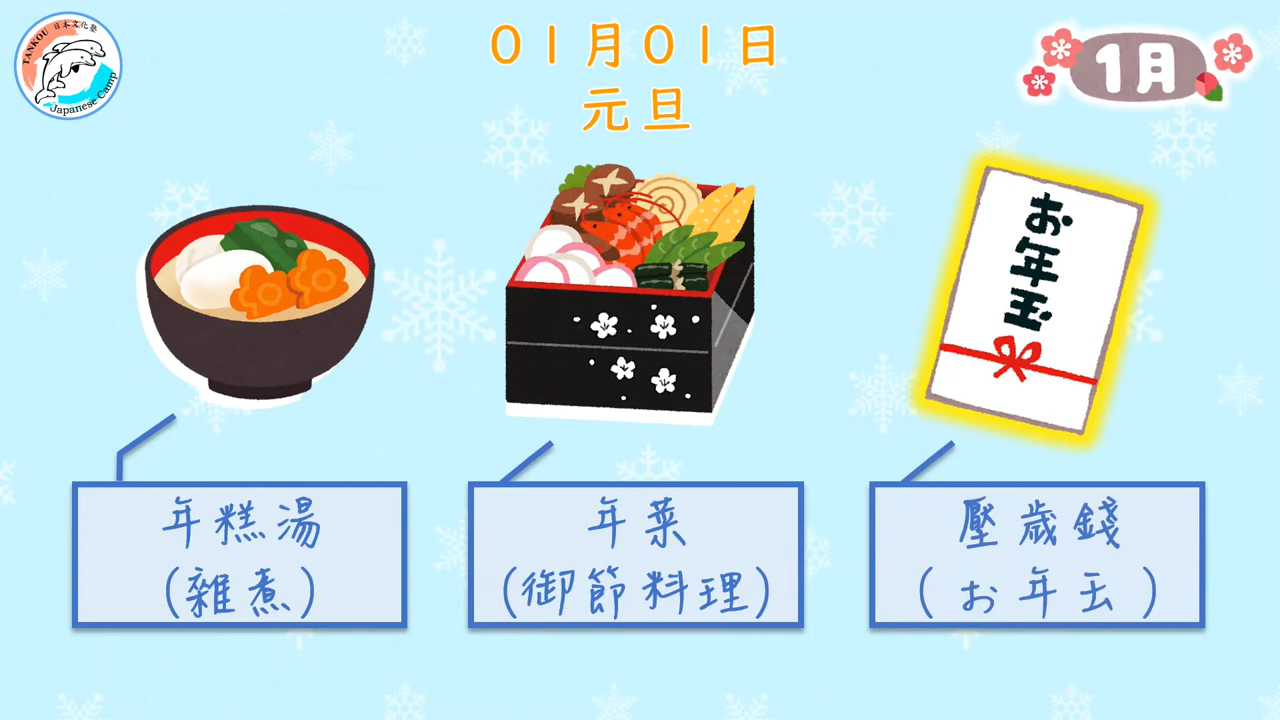 TANKOU 日本文化塾
Japanese Camp
01月01日
元旦
1月
お年玉
年糕湯
(雜煮)
年菜
(御節料理)
壓歲錢
(お年玉)